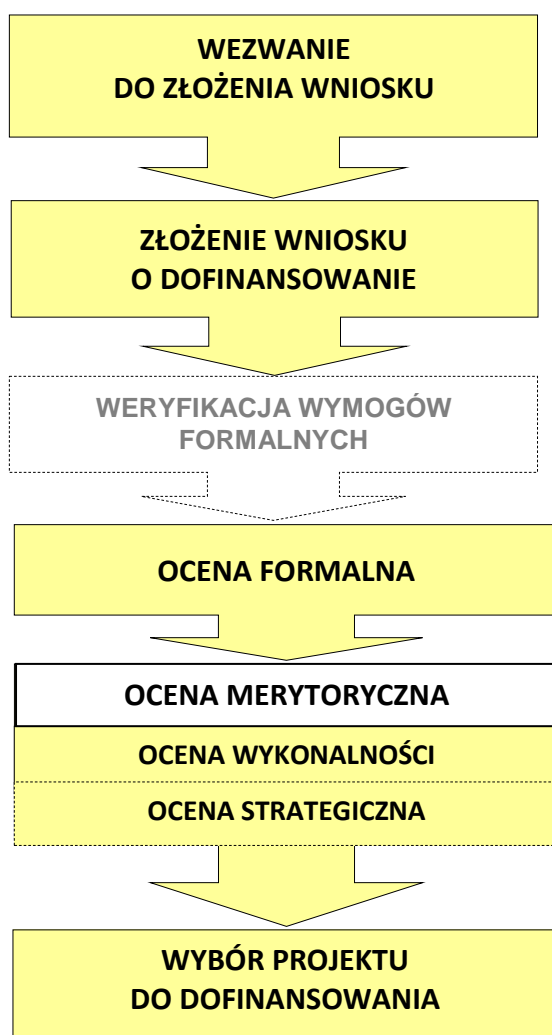 WEZWANIE
DO ZŁOŻENIA WNIOSKU
ZŁOŻENIE WNIOSKU
O DOFINANSOWANIE
WERYFIKACJA WYMOGÓW
FORMALNYCH
OCENA FORMALNA
OCENA MERYTORYCZNA
OCENA WYKONALNOŚCI
OCENA STRATEGICZNA
WYBÓR PROJEKTU
DO DOFINANSOWANIA